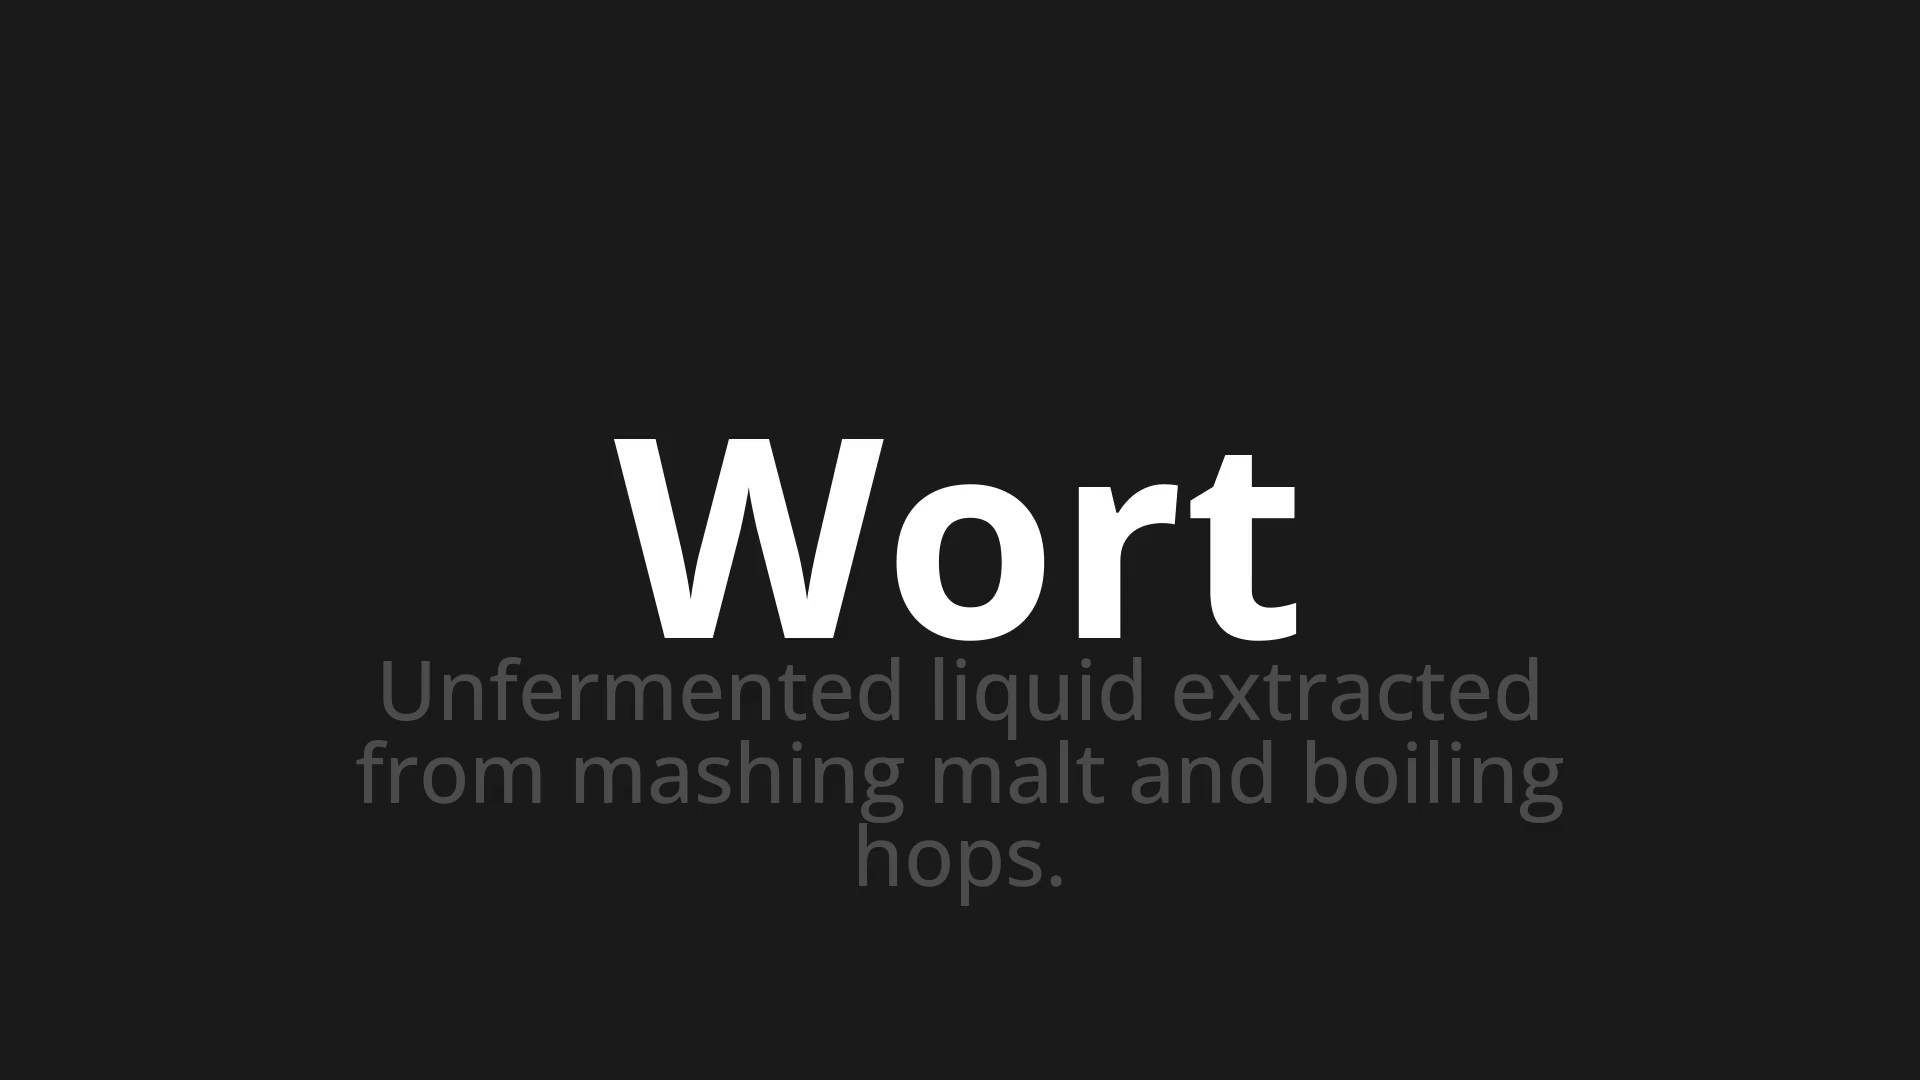 Wort
Unfermented liquid extracted
from mashing malt and boiling
hops.